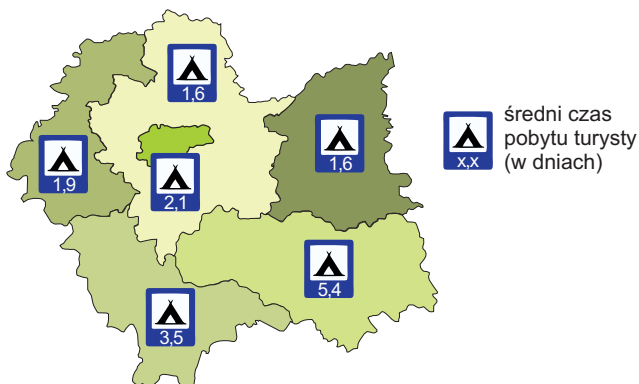 1,6
1,6
1,9
2,1
5,4
3,5
x,x
średni czas
pobytu turysty
(w dniach)